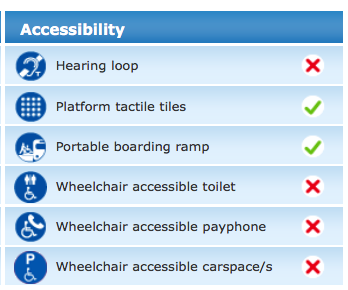 Accessibility
Hearing loop
Platform tactile tiles
Portable boarding ramp
Wheelchair accessible toilet
Wheelchair accessible payphone
P Wheelchair accessible carspace/s